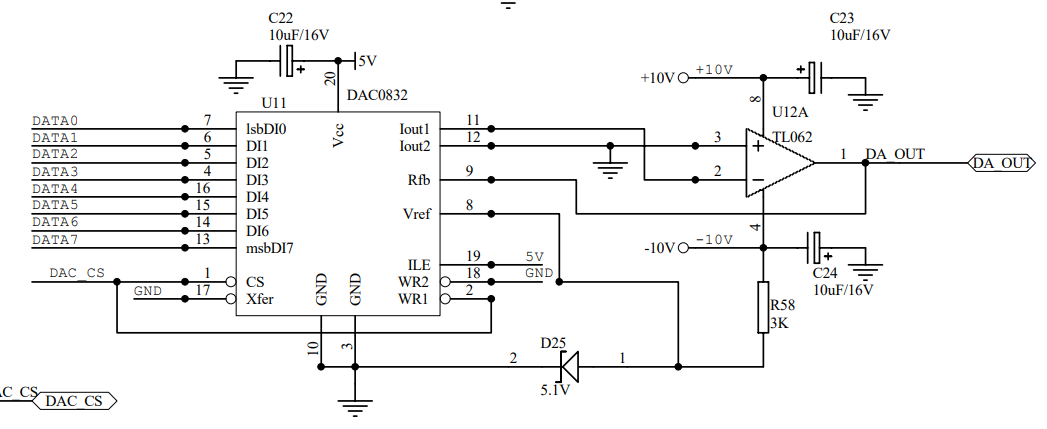 C22
10uF/16V
C23
10uF/16V
5V
20
+10V +10V
U11
DAC0832
8
U12A
TL062
DATA0 7 lsbDI0 Vcc Iout1 11
DATA1 6 DI1 Iout2 12 3 +
DATA2 5 DI2 1 DA_OUT DA_OUT
DATA3 4 DI3 Rfb 9 2 −
DATA4 16 DI4
DATA5 15 DI5 Vref 8
DATA6 14 DI6 4
DATA7 13 msbDI7 -10V -10V
ILE 19 5V
DAC_CS 1 CS WR2 18 GND
GND 17 Xfer WR1 2
GND GND
C24
10uF/16V
R58
3K
10 3
D25
2 1
5.1V
AC_CS DAC_CS